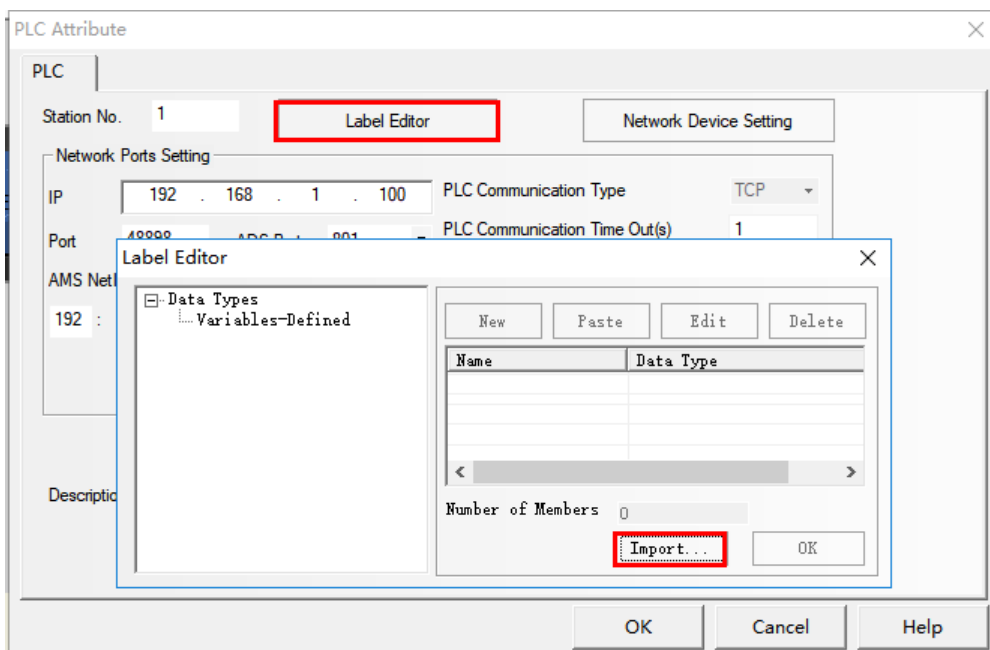 PLC Attribute
PLC
Station No. 1 Label Editor Network Device Setting
Network Ports Setting
IP 192 . 168 . 1 . 100 PLC Communication Type TCP
Port PLC Communication Time Out(s) 1
Label Editor
AMS Net
192 :
Data Types
Variables-Defined
New Paste Edit Delete
Name Data Type
Number of Members 0
Import... OK
OK Cancel Help